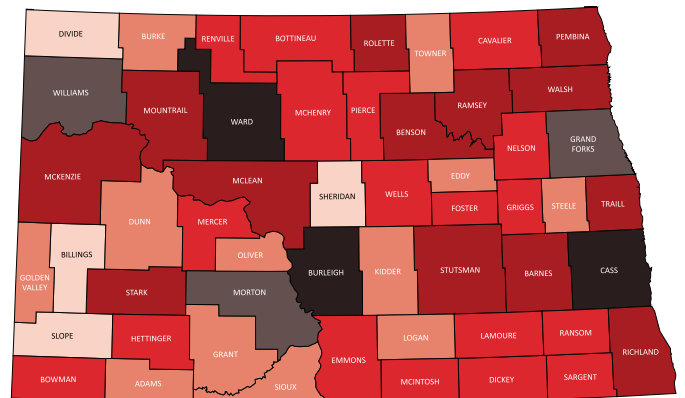 DIVIDE
BURKE
RENVILLE
BOTTINEAU
ROLETTE
TOWNER
CAVALIER
PEMBINA
WILLIAMS
MOUNTRAIL
WARD
MCHENRY
PIERCE
BENSON
RAMSEY
WALSH
NELSON
GRAND
FORKS
MCKENZIE
DUNN
MCLEAN
MERCER
OLIVER
SHERIDAN
WELLS
EDDY
FOSTER
GRIGGS
STEELE
TRAILL
GOLDEN
VALLEY
BILLINGS
STARK
MORTON
BURLEIGH
KIDDER
STUTSMAN
BARNES
CASS
SLOPE
HETTINGER
GRANT
EMMONS
LOGAN
LAMOURE
RANSOM
RICHLAND
BOWMAN
ADAMS
SIOUX
MCINTOSH
DICKEY
SARGENT